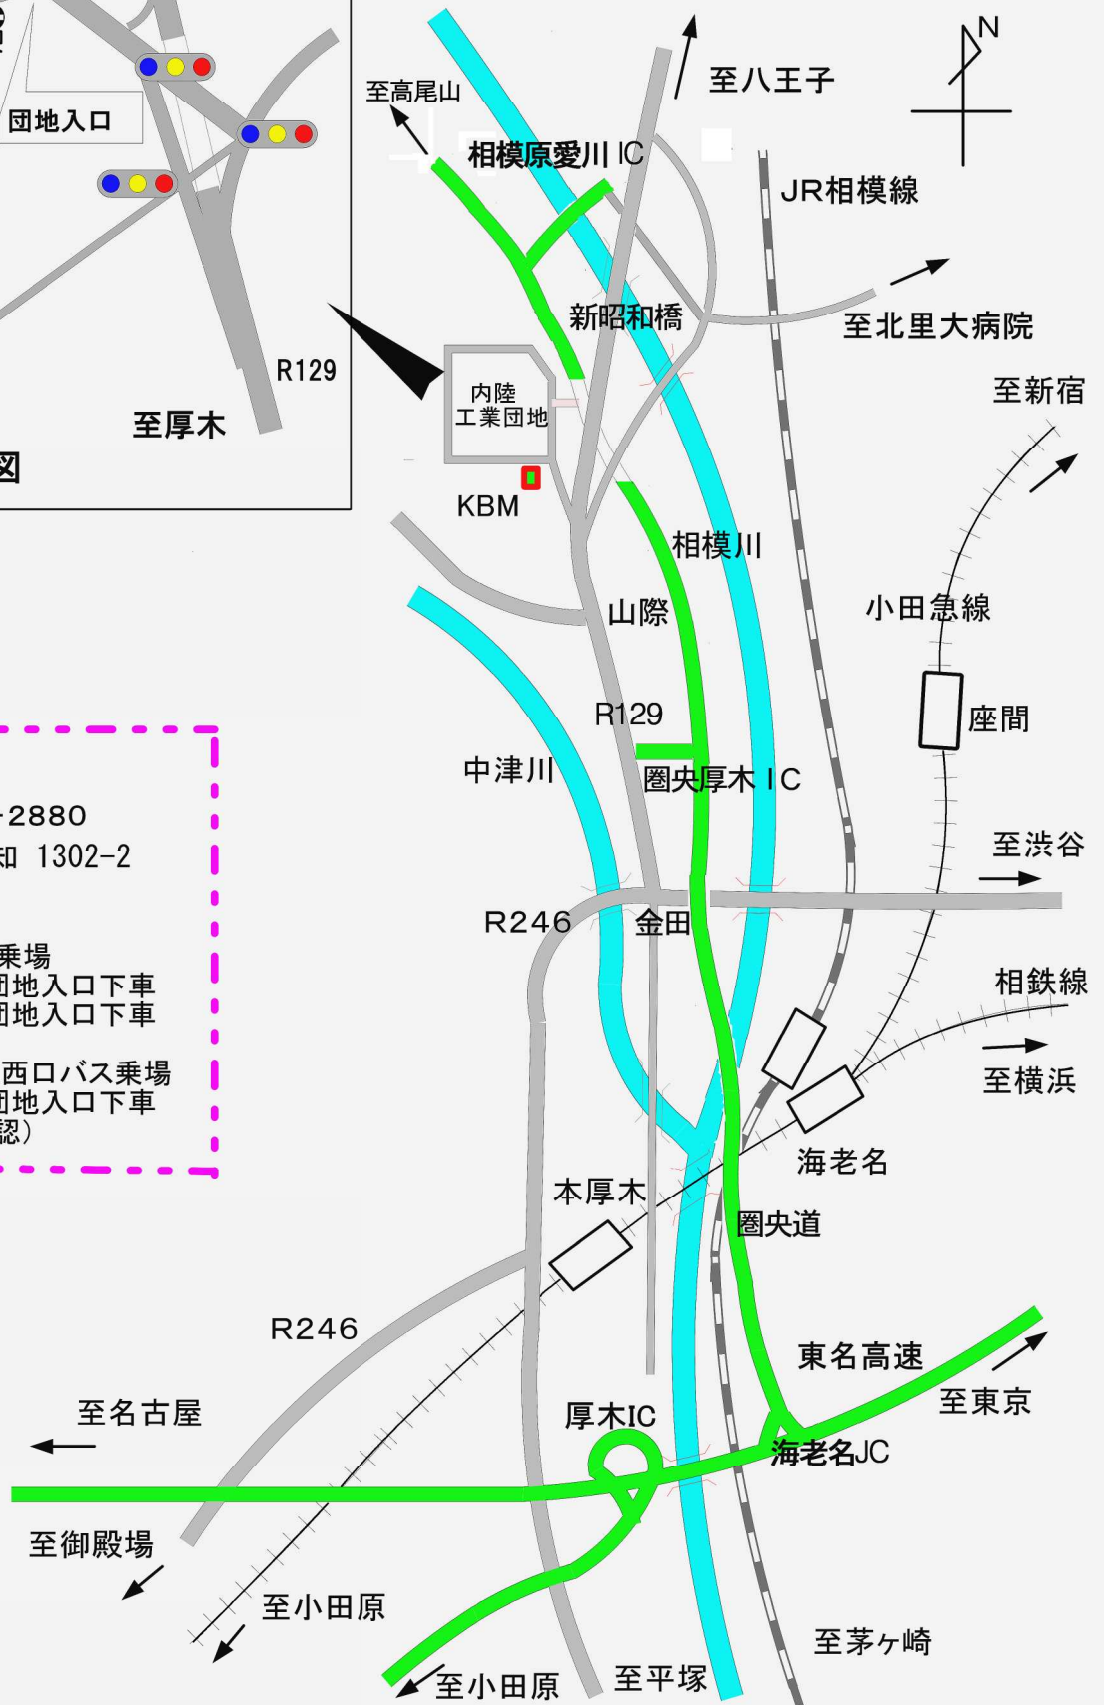 団地入口
R129
至厚木
図
至高尾山
至八王子
N
相模原愛川 IC
JR相模線
新昭和橋
至北里大病院
至新宿
内陸
工業団地
KBM
相模川
小田急線
山際
R129
座間
中津川
圏央厚木IC
-2880
知 1302-2
至渋谷
R246
金田
乗場
団地入口下車
団地入口下車
相鉄線
西口バス乗場
団地入口下車
認）
至横浜
海老名
本厚木
圏央道
R246
東名高速
至名古屋
厚木IC
至東京
海老名JC
至御殿場
至小田原
至茅ヶ崎
至小田原
至平塚